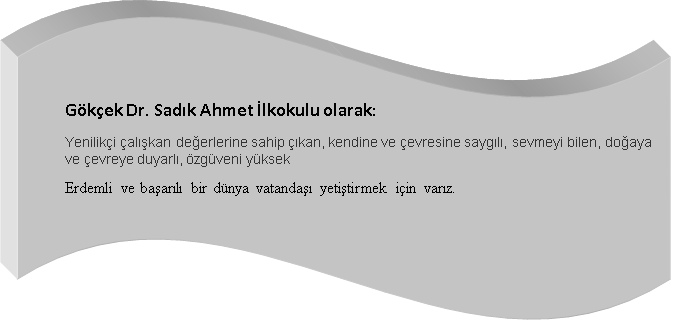 Gökçek Dr. Sadık Ahmet İlkokulu olarak:
Yenilikçi çalışkan değerlerine sahip çıkan, kendine ve çevresine saygılı, sevmeyi bilen, doğaya
ve çevreye duyarlı, özgüveni yüksek
Erdemli ve başarılı bir dünya vatandaşı yetiştirmek için varız.